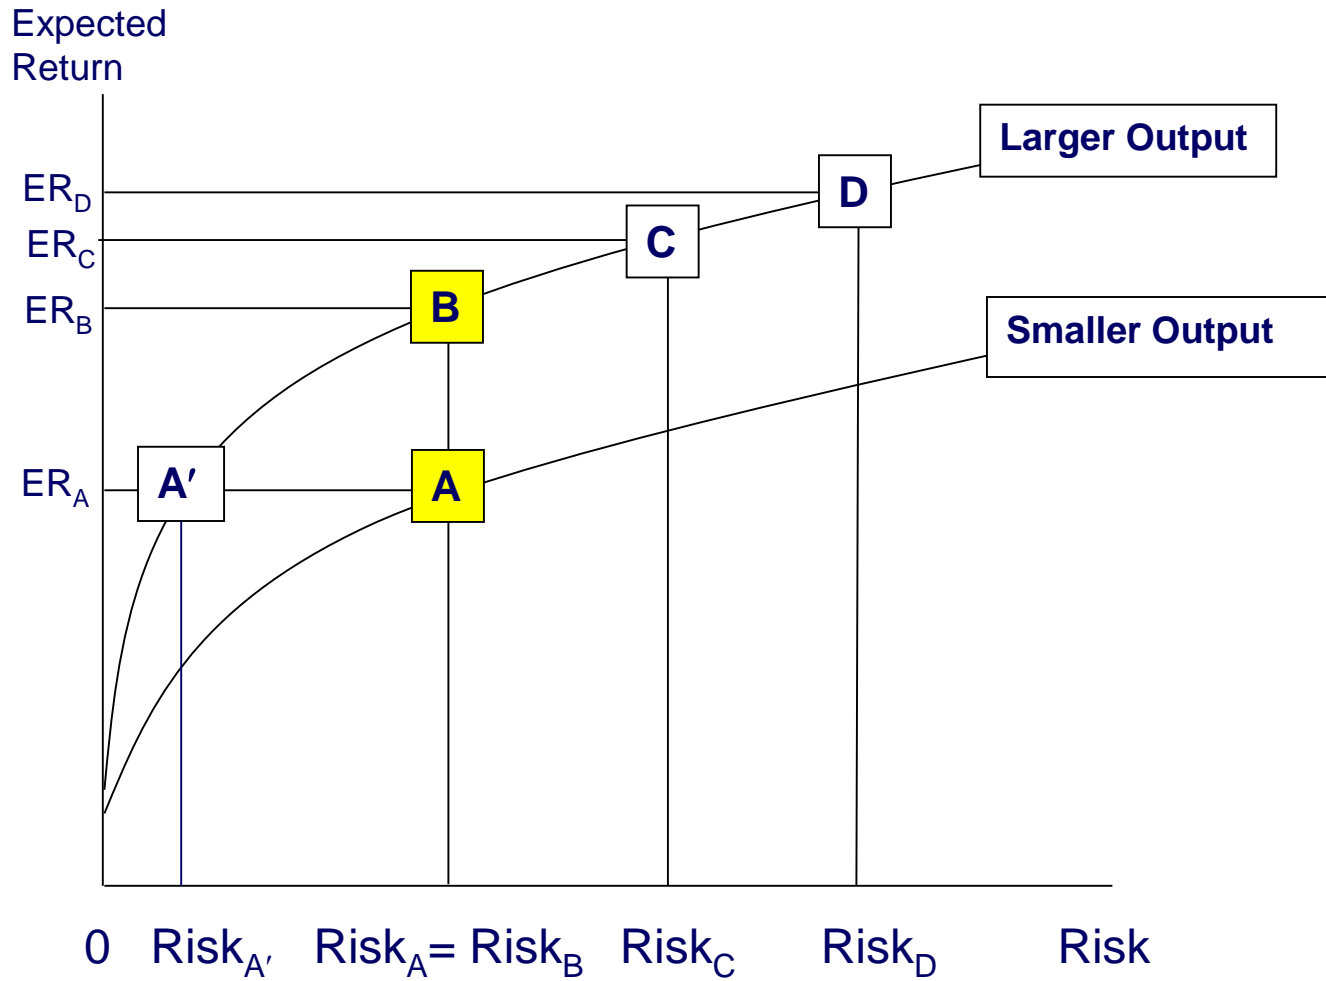 Expected
Return
Larger Output
ER_D
D
ER_C
C
ER_B
B
Smaller Output
ER_A
A′
A
0 Risk_A′ Risk_A= Risk_B Risk_C Risk_D Risk